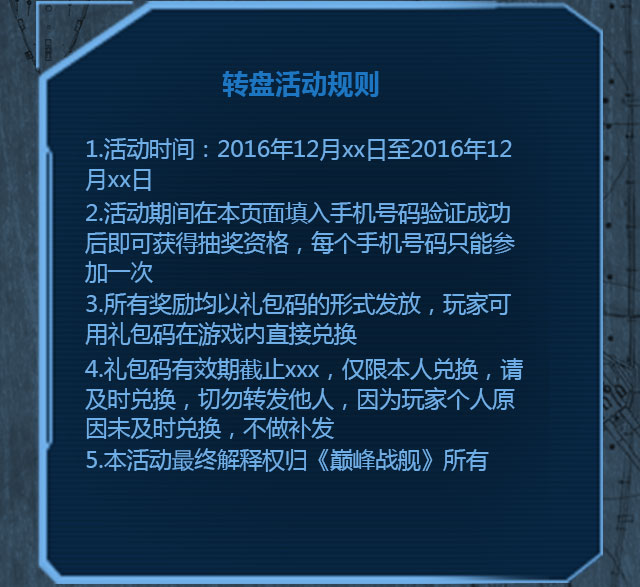 转盘活动规则
1.活动时间：2016年12月xx日至2016年12
月xx日
2.活动期间在本页面填入手机号码验证成功
后即可获得抽奖资格，每个手机号码只能参
加一次
3.所有奖励均以礼包码的形式发放，玩家可
用礼包码在游戏内直接兑换
4.礼包码有效期截止xxx，仅限本人兑换，请
及时兑换，切勿转发他人，因为玩家个人原
因未及时兑换，不做补发
5.本活动最终解释权归《巅峰战舰》所有